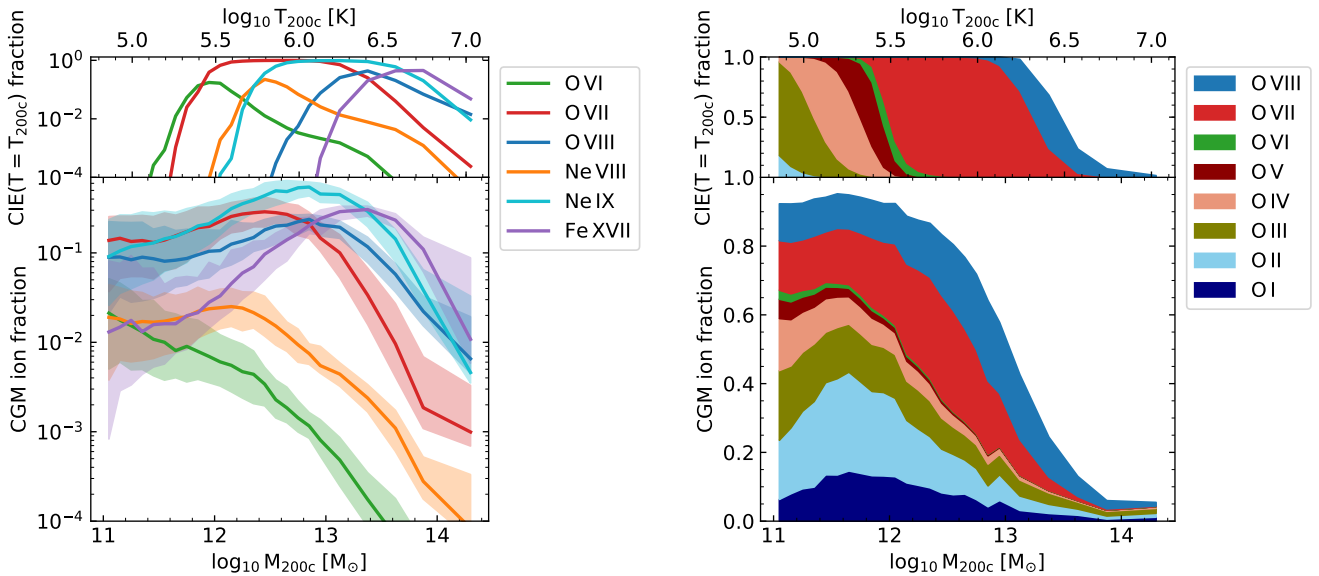 log₁₀ T₂₀₀c [K]
5.0 5.5 6.0 6.5 7.0
CIE(T = T₂₀₀c) fraction
10⁰
10⁻²
10⁻⁴
CGM ion fraction
10⁻¹
10⁻²
10⁻³
10⁻⁴
11 12 13 14
log₁₀ M₂₀₀c [M☉]
O VI
O VII
O VIII
Ne VIII
Ne IX
Fe XVII
log₁₀ T₂₀₀c [K]
5.0 5.5 6.0 6.5 7.0
CIE(T = T₂₀₀c) fraction
1.0
0.5
1.0
CGM ion fraction
0.8
0.6
0.4
0.2
0.0
11 12 13 14
log₁₀ M₂₀₀c [M☉]
O VIII
O VII
O VI
O V
O IV
O III
O II
O I